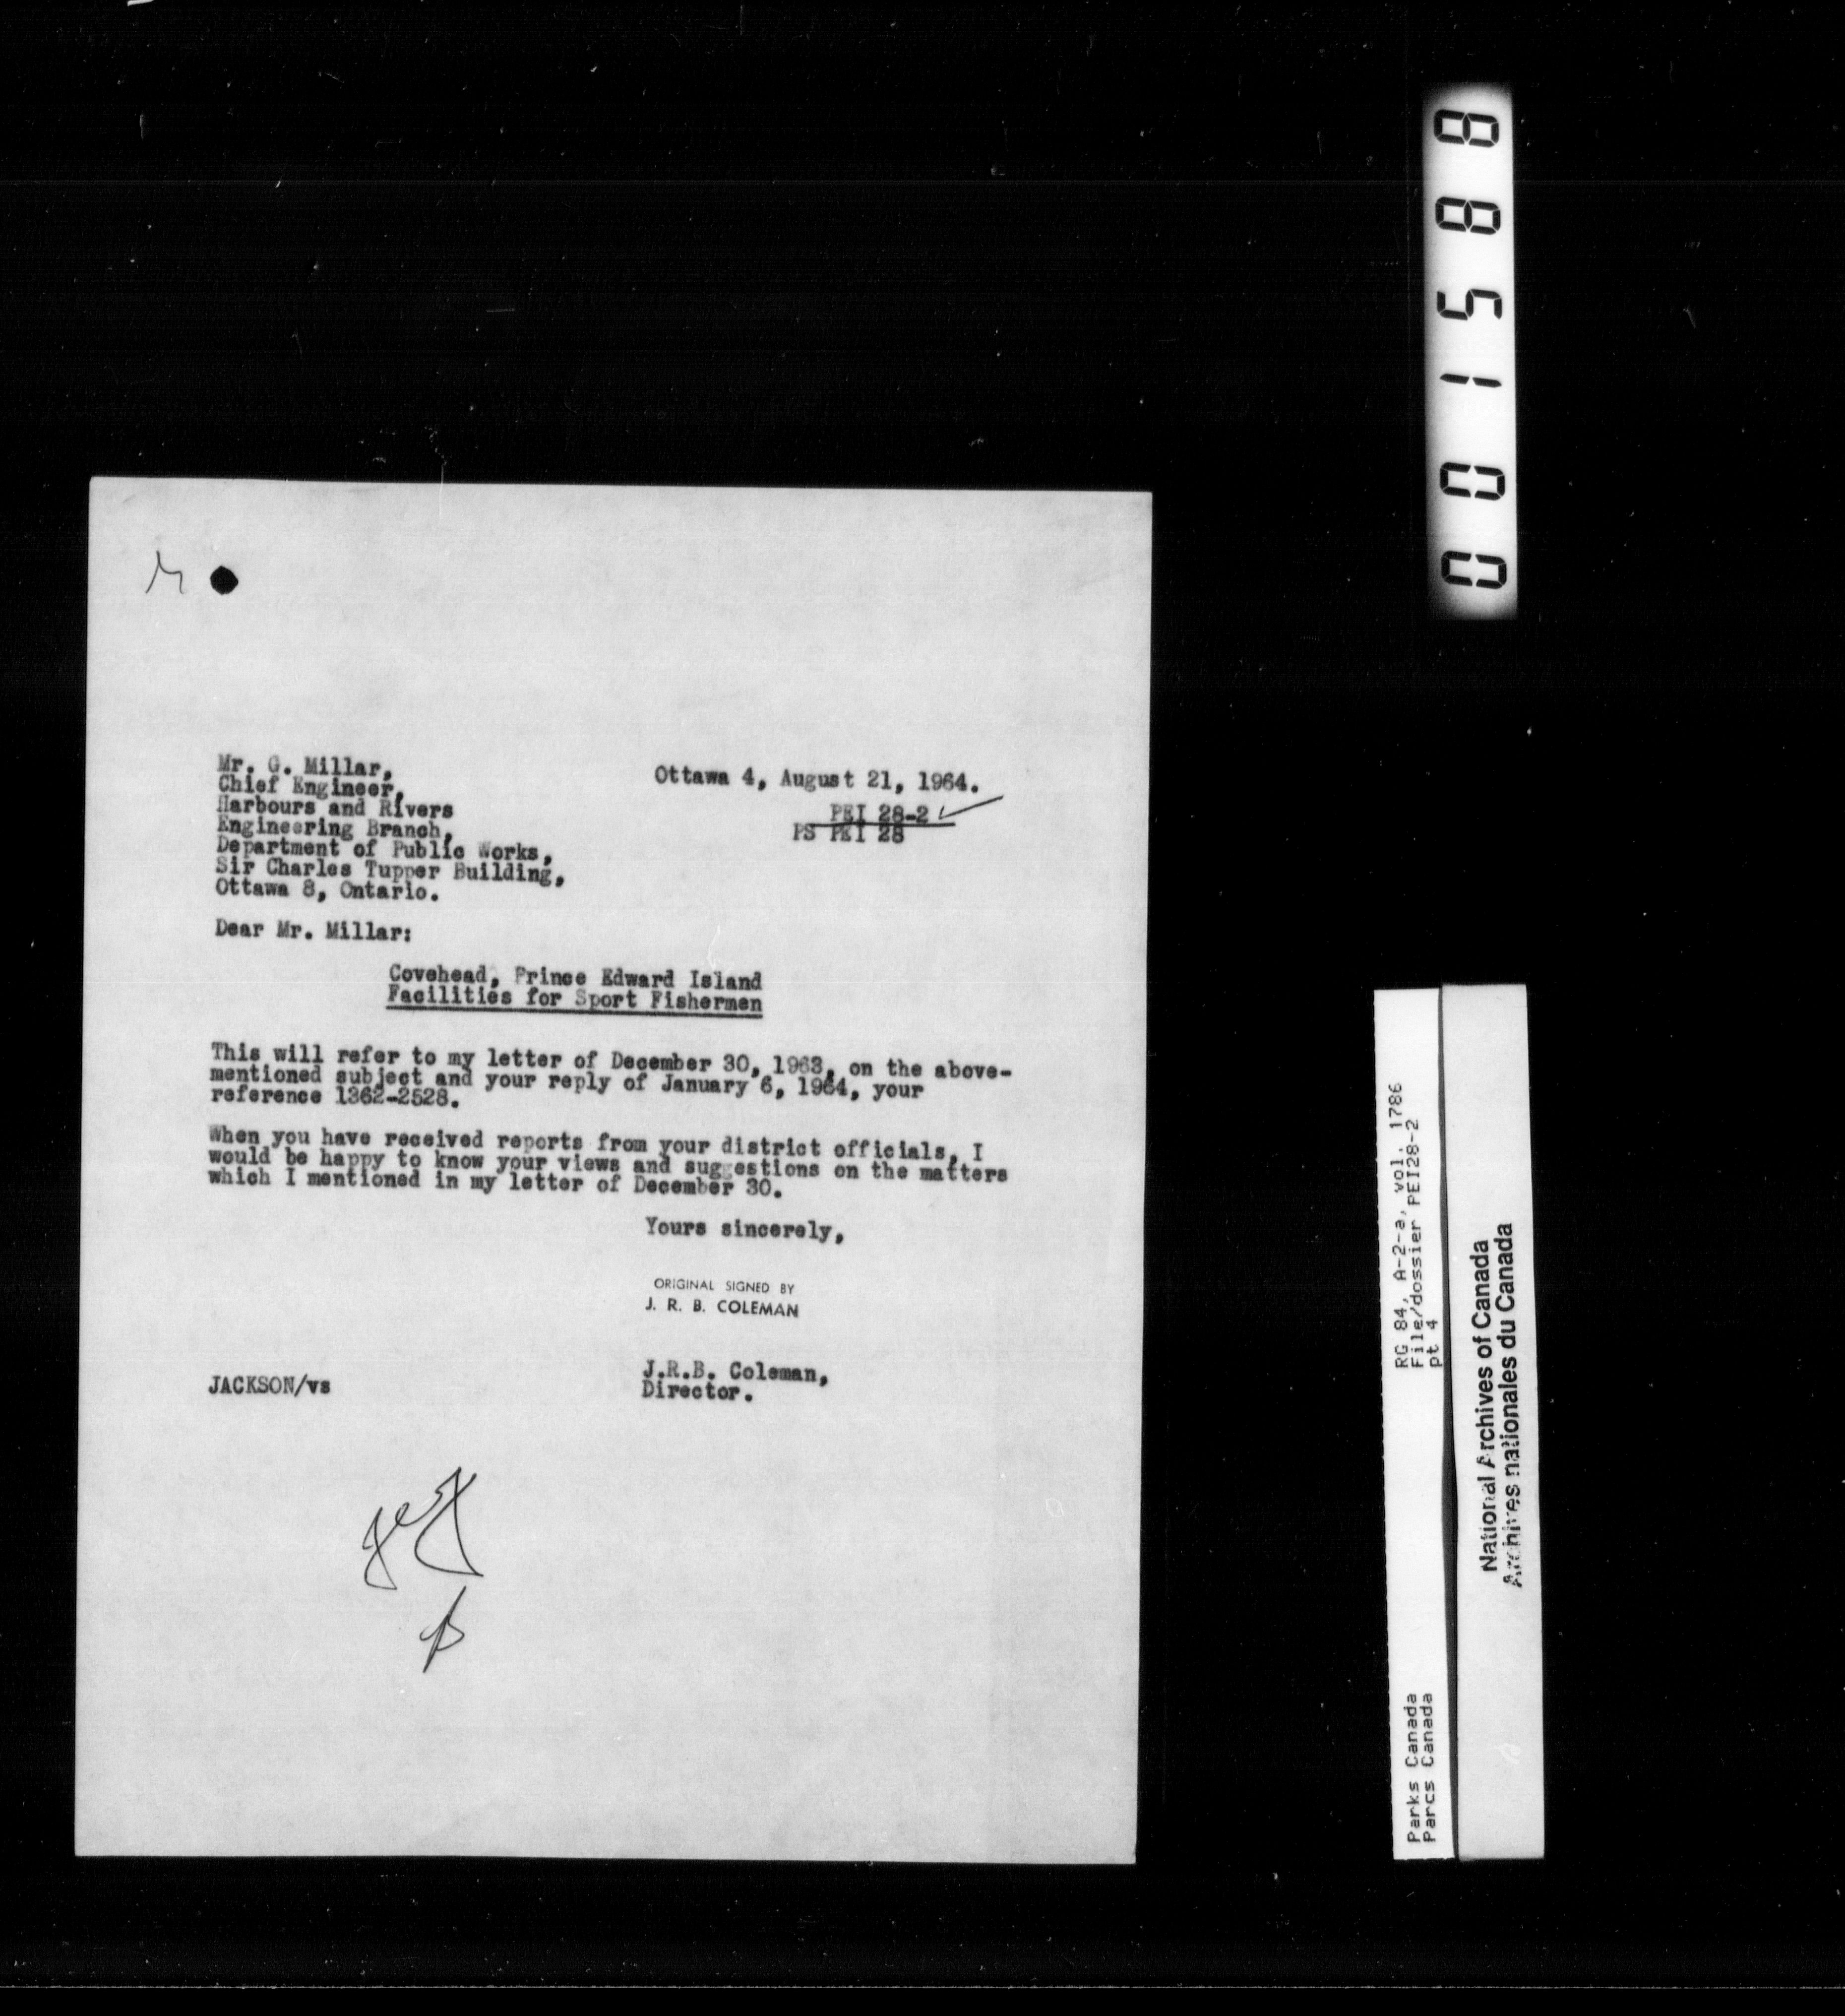 001588
Mr. G. Millar,
Chief Engineer,
Harbours and Rivers
Engineering Branch,
Department of Public Works,
Sir Charles Tupper Building,
Ottawa 8, Ontario.
Ottawa 4, August 21, 1964.
PEI 28-2
PS PEI 28
Dear Mr. Millar:
Covehead, Prince Edward Island
Facilities for Sport Fishermen
This will refer to my letter of December 30, 1963, on the above-
mentioned subject and your reply of January 6, 1964, your
reference 1362-2528.
When you have received reports from your district officials, I
would be happy to know your views and suggestions on the matters
which I mentioned in my letter of December 30.
Yours sincerely,
ORIGINAL SIGNED BY
J. R. B. COLEMAN
J.R.B. Coleman,
Director.
JACKSON/vs
Parks Canada
Parcs Canada
RG 84, A-2-a, vol. 1786
File/dossier PEI28-2
pt 4
National Archives of Canada
Archives nationales du Canada